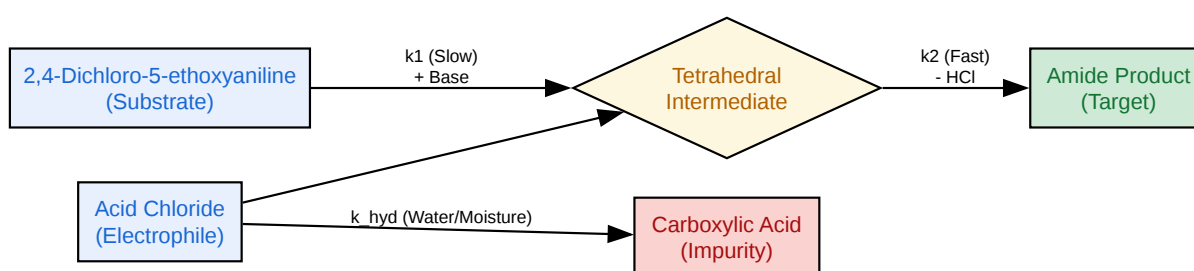 2,4-Dichloro-5-ethoxyaniline
(Substrate)
k1 (Slow)
+ Base
Tetrahedral
Intermediate
k2 (Fast)
- HCl
Amide Product
(Target)
Acid Chloride
(Electrophile)
k_hyd (Water/Moisture)
Carboxylic Acid
(Impurity)